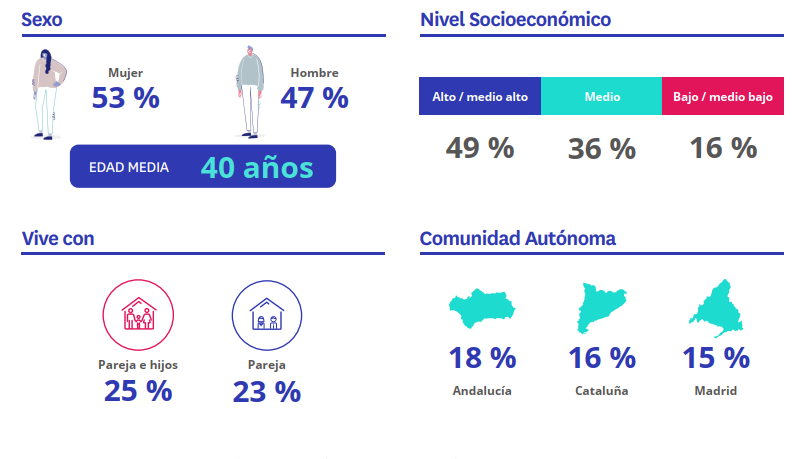 Sexo
Mujer
53 %
Hombre
47 %
EDAD MEDIA 40 años
Nivel Socioeconómico
Alto / medio alto
Medio
Bajo / medio bajo
49 %
36 %
16 %
Vive con
Pareja e hijos
25 %
Pareja
23 %
Comunidad Autónoma
18 %
16 %
15 %
Andalucía
Cataluña
Madrid